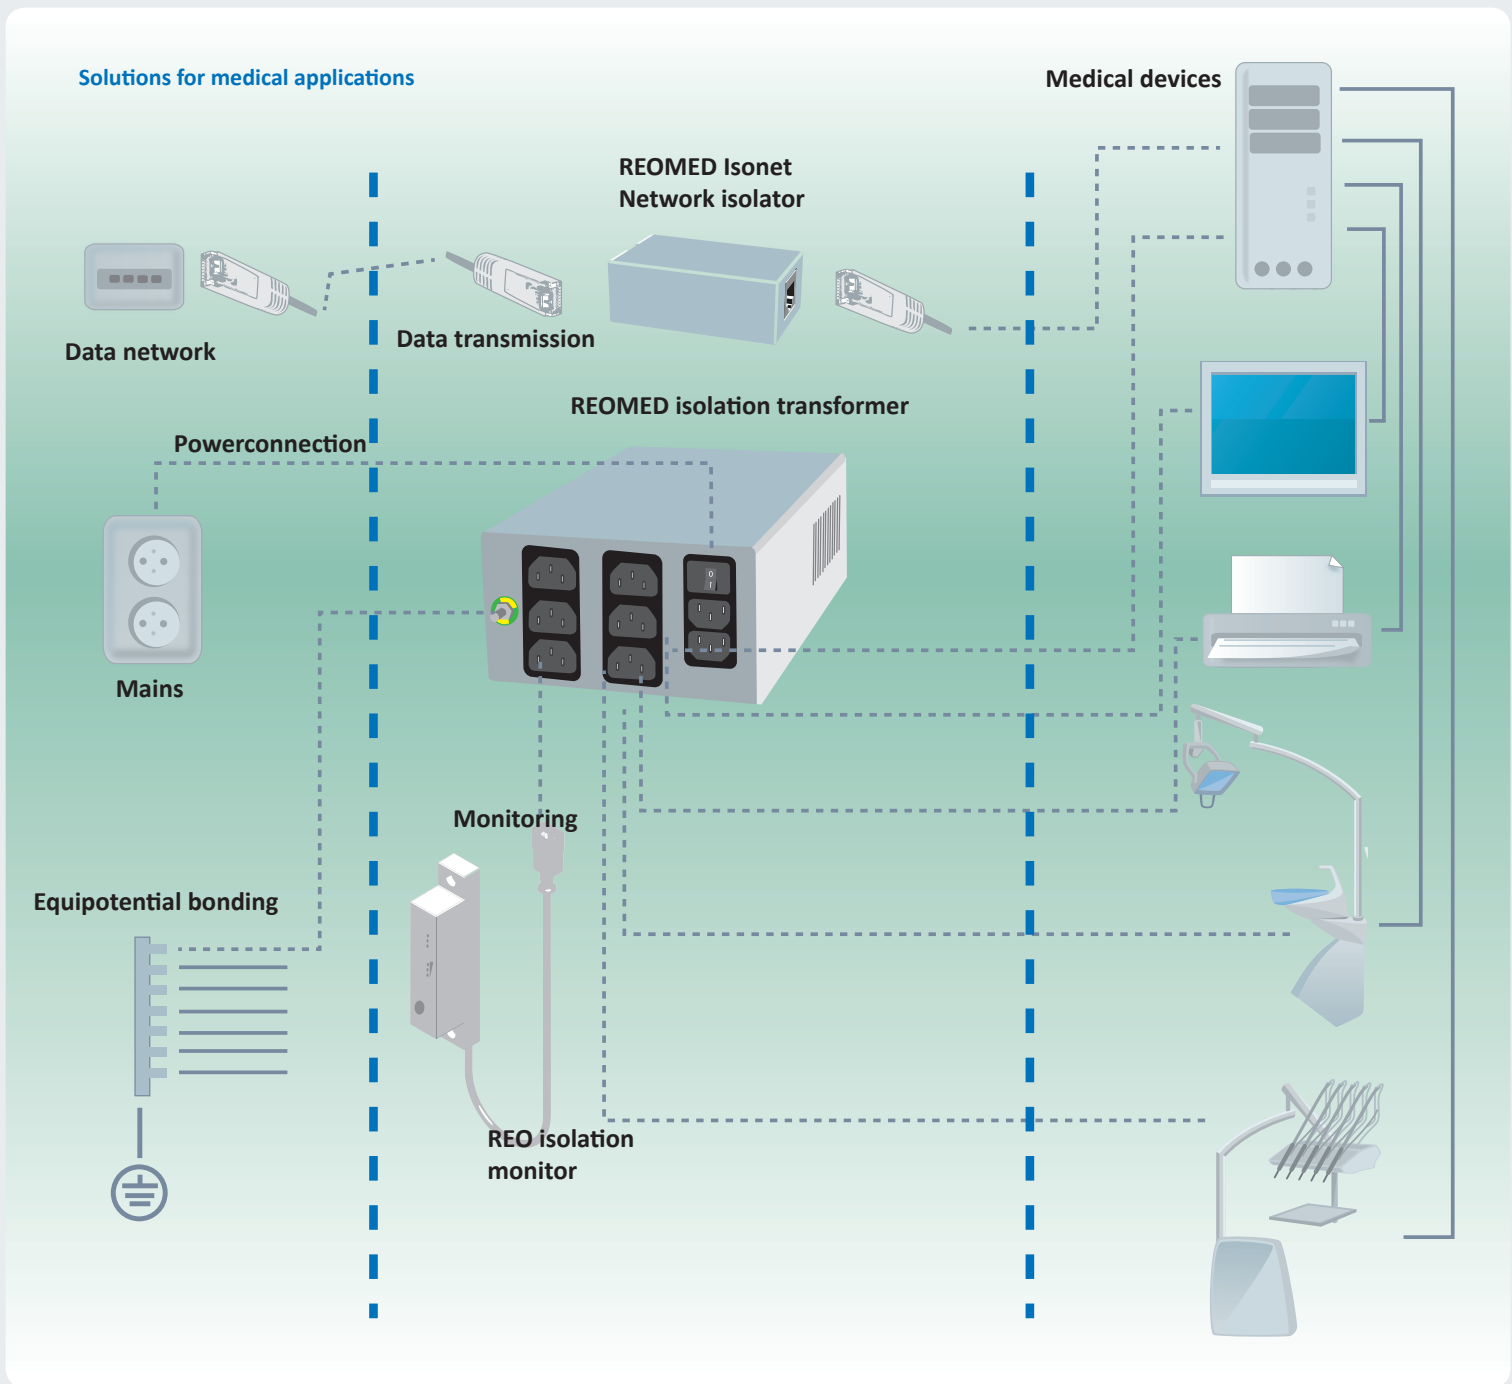 Solutions for medical applications
Medical devices
REOMED Isonet
Network isolator
Data transmission
Data network
REOMED isolation transformer
Powerconnection
0
I
Mains
Monitoring
Equipotential bonding
REO isolation
monitor